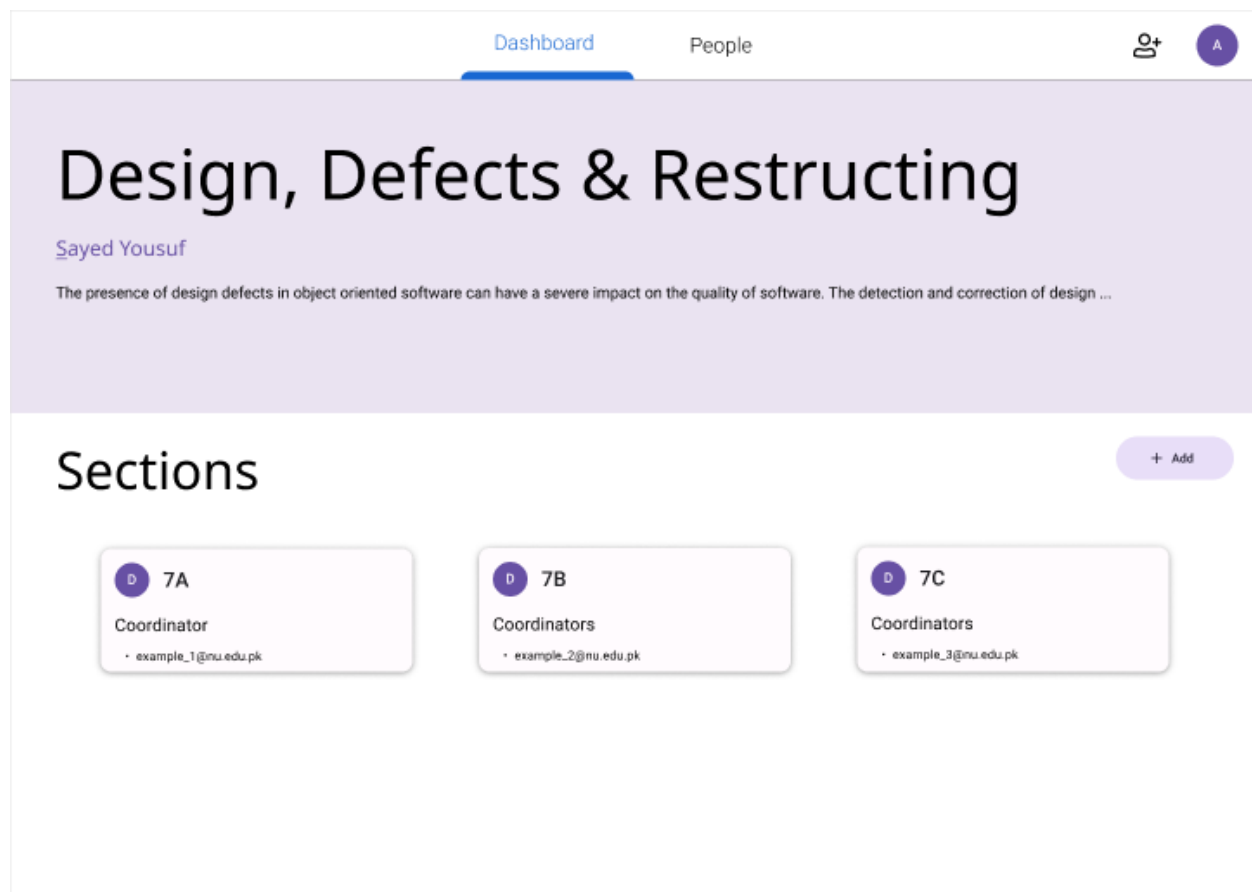 Dashboard People A
Design, Defects & Restructing
Sayed Yousuf
The presence of design defects in object oriented software can have a severe impact on the quality of software. The detection and correction of design ...
Sections
+ Add
D 7A
Coordinator
• example_1@nu.edu.pk
D 7B
Coordinators
• example_2@nu.edu.pk
D 7C
Coordinators
• example_3@nu.edu.pk